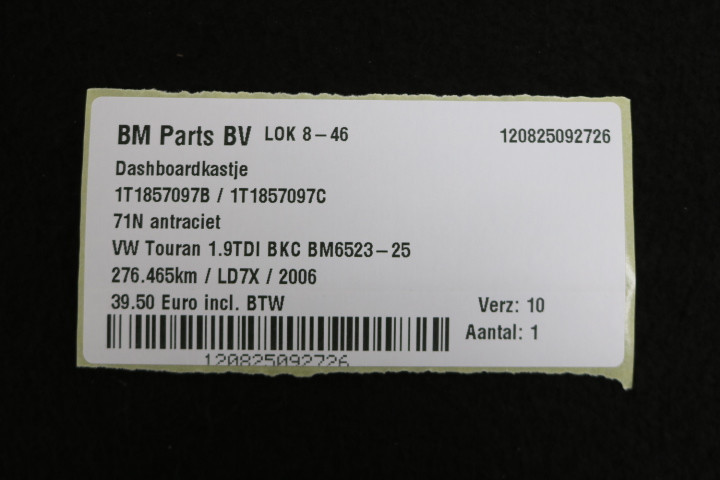 BM Parts BV LOK 8-46 120825092726
Dashboardkastje
1T1857097B / 1T1857097C
71N antraciet
VW Touran 1.9TDI BKC BM6523-25
276.465km / LD7X / 2006
39.50 Euro incl. BTW Verz: 10
Aantal: 1
120825092726